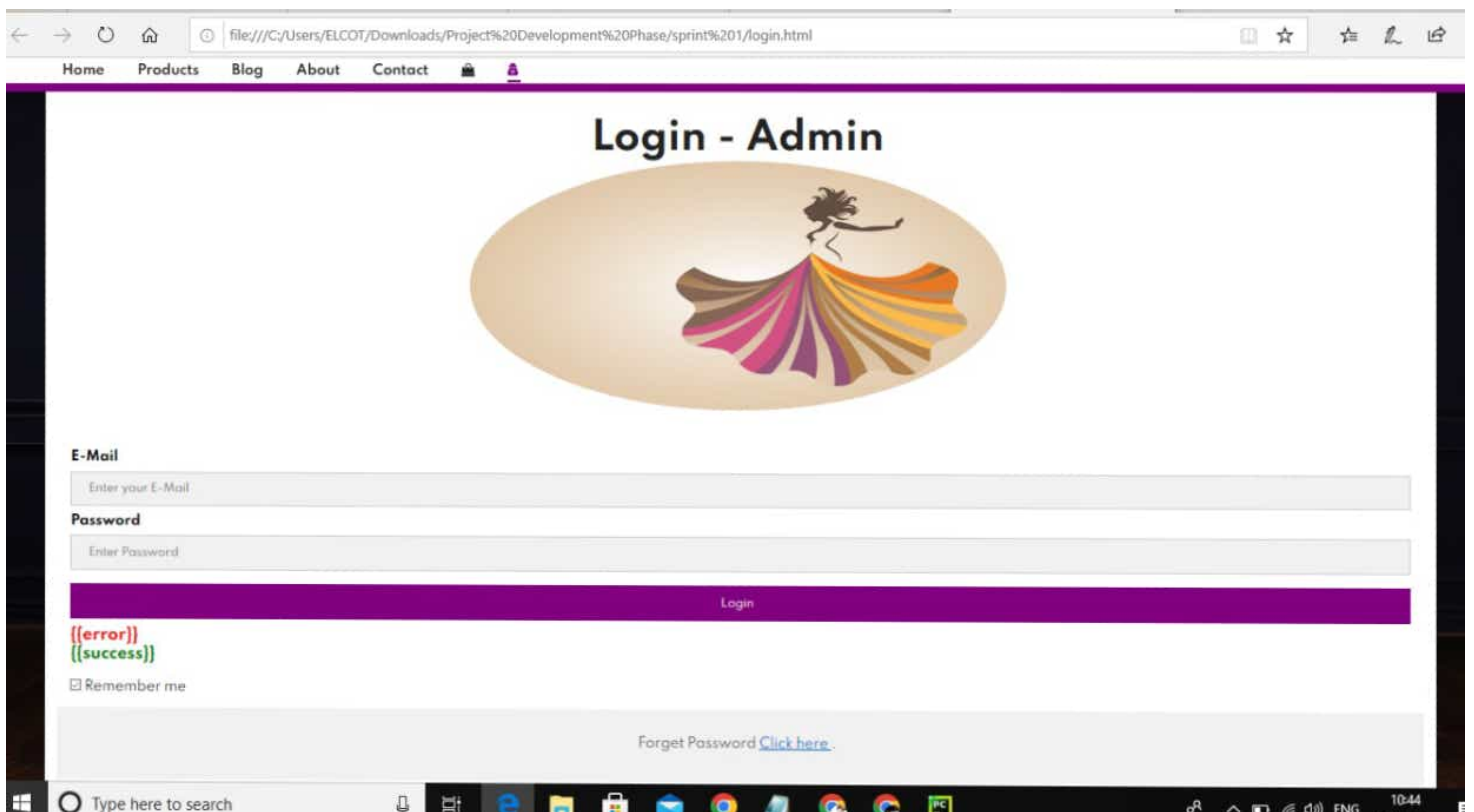 file:///C:/Users/ELCOT/Downloads/Project%20Development%20Phase/sprint%201/login.html
Home Products Blog About Contact
Login - Admin
E-Mail
Enter your E-Mail
Password
Enter Password
Login
{{error}}
{{success}}
Remember me
Forget Password Click here .
Type here to search
PC
ENG
10:44